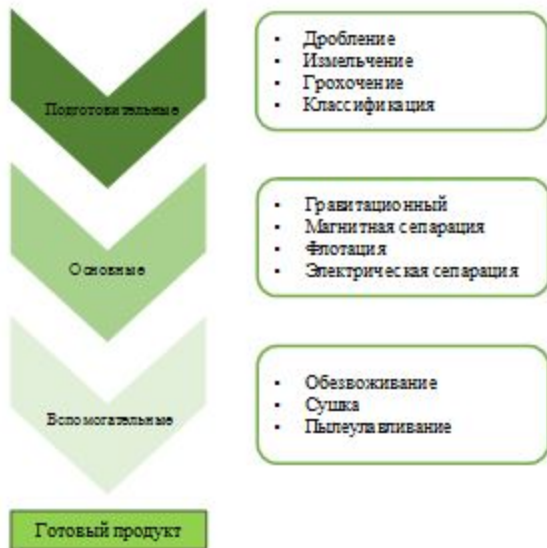 Подготовительные
• Дробление
• Измельчение
• Грохочение
• Классификация
Основные
• Гравитационный
• Магнитная сепарация
• Флотация
• Электрическая сепарация
Вспомогательные
• Обезвоживание
• Сушка
• Пылеулавливание
Готовый продукт